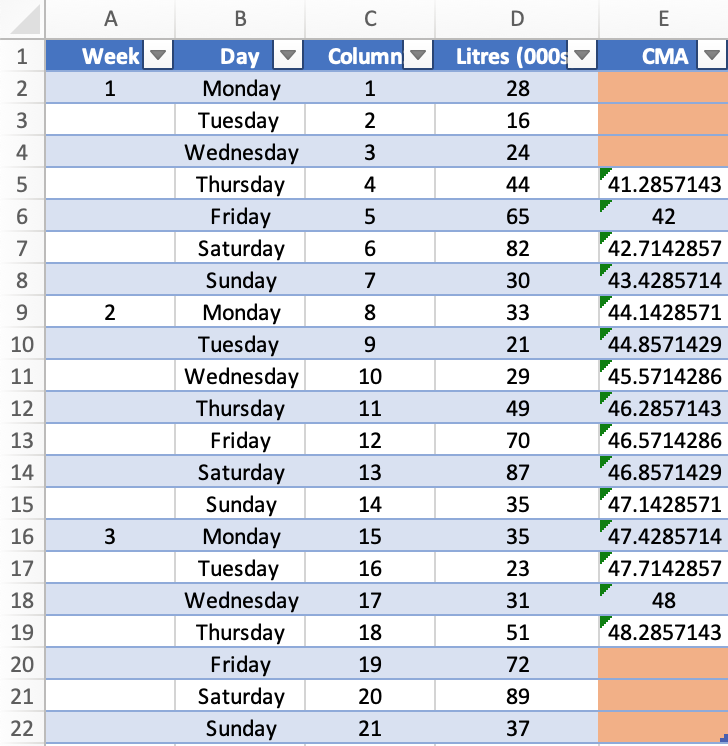 A B C D E
1 Week Day Column Litres (000s CMA
2 1 Monday 1 28
3 Tuesday 2 16
4 Wednesday 3 24
5 Thursday 4 44 41.2857143
6 Friday 5 65 42
7 Saturday 6 82 42.7142857
8 Sunday 7 30 43.4285714
9 2 Monday 8 33 44.1428571
10 Tuesday 9 21 44.8571429
11 Wednesday 10 29 45.5714286
12 Thursday 11 49 46.2857143
13 Friday 12 70 46.5714286
14 Saturday 13 87 46.8571429
15 Sunday 14 35 47.1428571
16 3 Monday 15 35 47.4285714
17 Tuesday 16 23 47.7142857
18 Wednesday 17 31 48
19 Thursday 18 51 48.2857143
20 Friday 19 72
21 Saturday 20 89
22 Sunday 21 37